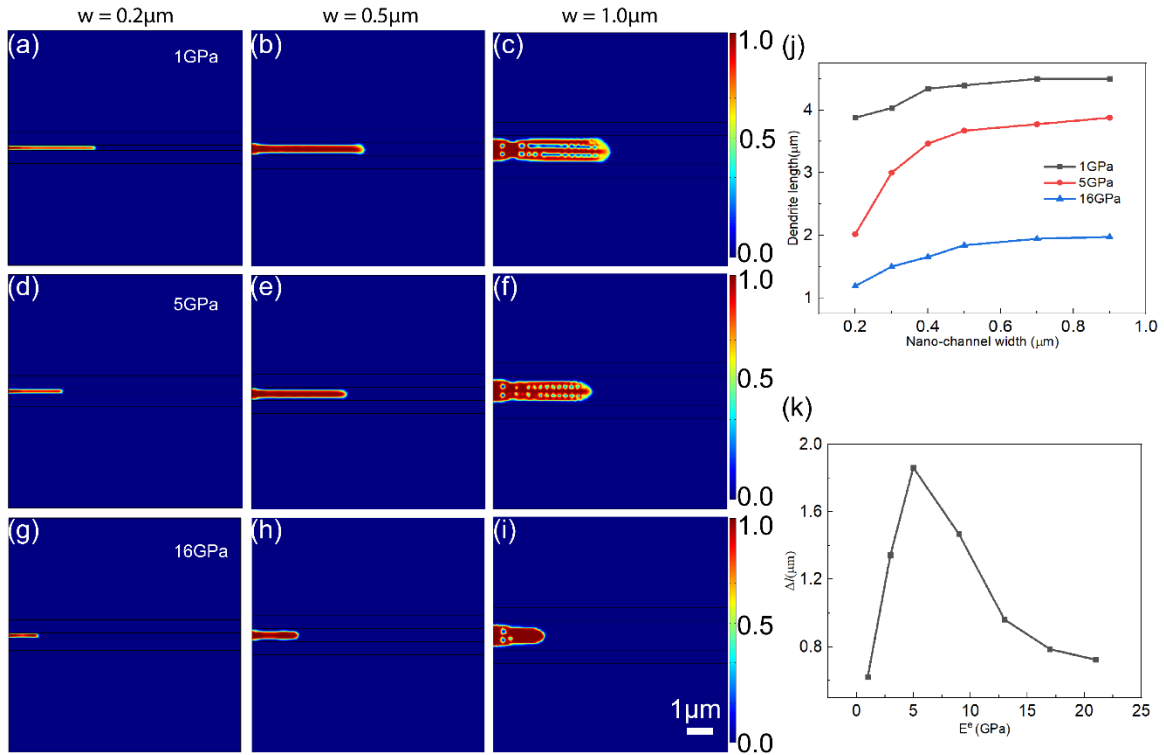 w = 0.2μm
w = 0.5μm
w = 1.0μm
(a)
1GPa
(b)
(c)
1.0
0.5
0.0
(d)
5GPa
(e)
(f)
1.0
0.5
0.0
(g)
16GPa
(h)
(i)
1μm
1.0
0.5
0.0
(j)
Dendrite length(μm)
4
3
2
1
1GPa
5GPa
16GPa
0.2
0.4
0.6
0.8
1.0
Nano-channel width (μm)
(k)
Δl(μm)
2.0
1.6
1.2
0.8
0
5
10
15
20
25
Eᵉ (GPa)